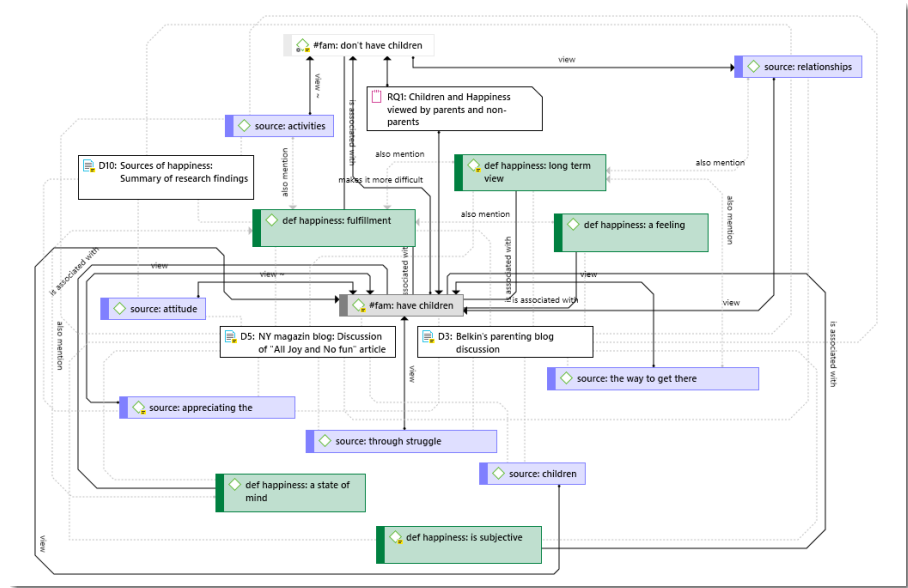 #fam: don't have children
view
source: relationships
view ~
RQ1: Children and Happiness
viewed by parents and non-
parents
is associated with
source: activities
also mention
also mention
D10: Sources of happiness:
Summary of research findings
also mention
def happiness: long term
view
makes it more difficult
also mention
def happiness: fulfillment
also mention
def happiness: a feeling
is associated with
view
view ~
associated with
associated with
view
is associated with
view
source: attitude
#fam: have children
also mention
D5: NY magazin blog: Discussion
of "All Joy and No fun" article
D3: Belkin's parenting blog
discussion
is associated with
view
source: the way to get there
source: appreciating the
source: through struggle
source: children
def happiness: a state of
mind
view
def happiness: is subjective